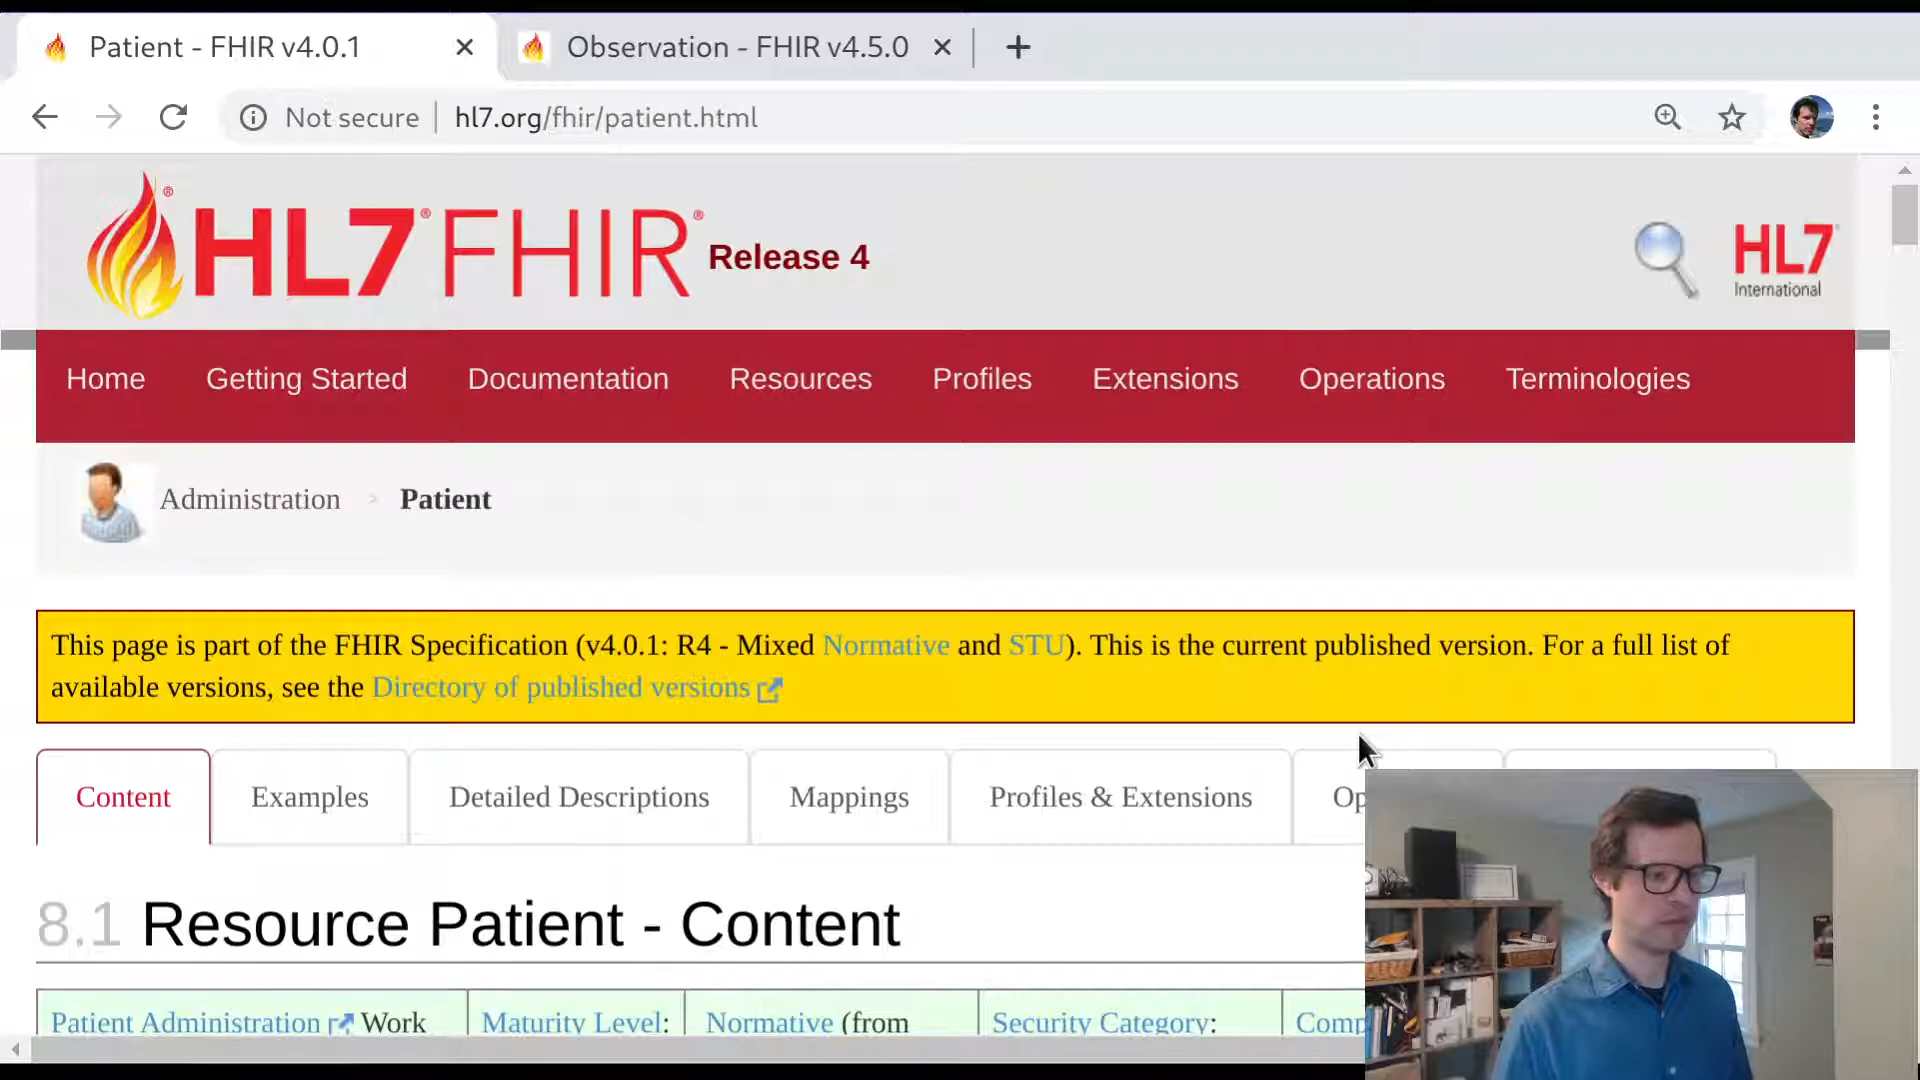 Patient - FHIR v4.0.1
Observation - FHIR v4.5.0
Not secure
hl7.org/fhir/patient.html
HL7® FHIR® Release 4
HL7
International
Home Getting Started Documentation Resources Profiles Extensions Operations Terminologies
Administration > Patient
This page is part of the FHIR Specification (v4.0.1: R4 - Mixed Normative and STU). This is the current published version. For a full list of
available versions, see the Directory of published versions
Content Examples Detailed Descriptions Mappings Profiles & Extensions Op
8.1 Resource Patient - Content
Patient Administration Work Maturity Level: Normative (from Security Category: Comp